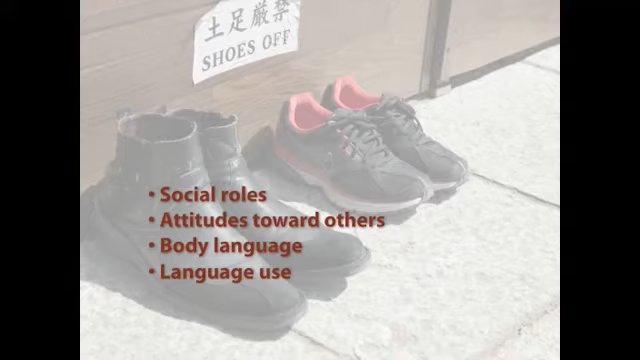 土足厳禁
SHOES OFF
• Social roles
• Attitudes toward others
• Body language
• Language use